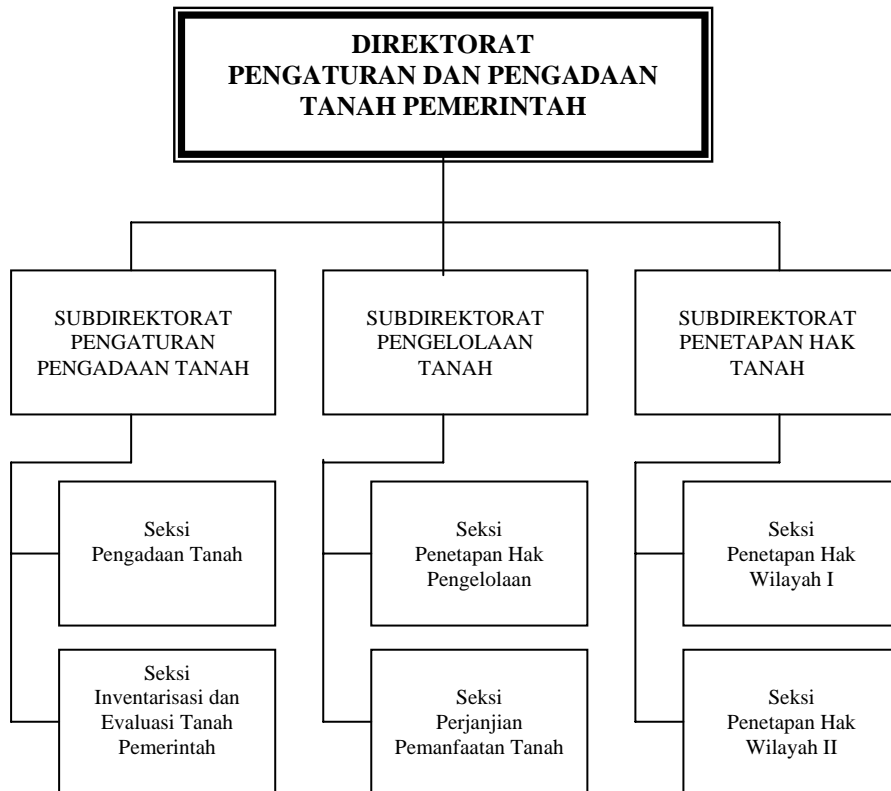 DIREKTORAT
PENGATURAN DAN PENGADAAN
TANAH PEMERINTAH
SUBDIREKTORAT
PENGATURAN
PENGADAAN TANAH
SUBDIREKTORAT
PENGELOLAAN
TANAH
SUBDIREKTORAT
PENETAPAN HAK
TANAH
Seksi
Pengadaan Tanah
Seksi
Penetapan Hak
Pengelolaan
Seksi
Penetapan Hak
Wilayah I
Seksi
Inventarisasi dan
Evaluasi Tanah
Pemerintah
Seksi
Perjanjian
Pemanfaatan Tanah
Seksi
Penetapan Hak
Wilayah II